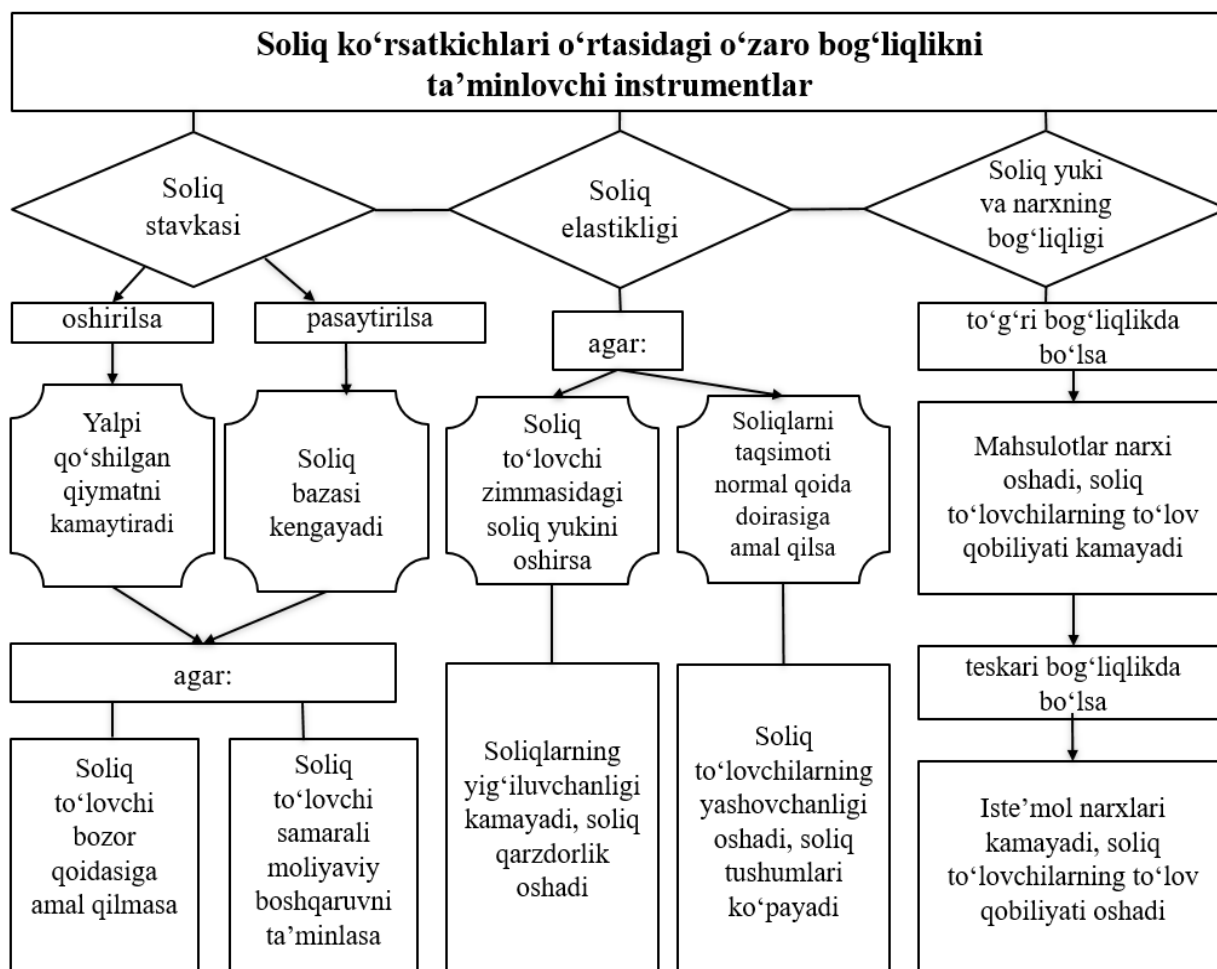 Soliq ko‘rsatkichlari o‘rtasidagi o‘zaro bog‘liqlikni
ta’minlovchi instrumentlar
Soliq
stavkasi
Soliq
elastikligi
Soliq yuki
va narxning
bog‘liqligi
oshirilsa
pasaytirilsa
agar:
to‘g‘ri bog‘liqlikda
bo‘lsa
Yalpi
qo‘shilgan
qiymatni
kamaytiradi
Soliq
bazasi
kengayadi
Soliq
to‘lovchi
zimmasidagi
soliq yukini
oshirsa
Soliqlarni
taqsimoti
normal qoida
doirasiga
amal qilsa
Mahsulotlar narxi
oshadi, soliq
to‘lovchilarning to‘lov
qobiliyati kamayadi
agar:
teskari bog‘liqlikda
bo‘lsa
Soliq
to‘lovchi
bozor
qoidasiga
amal qilmasa
Soliq
to‘lovchi
samarali
moliyaviy
boshqaruvni
ta’minlasa
Soliqlarning
yig‘iluvchanligi
kamayadi, soliq
qarzdorlik
oshadi
Soliq
to‘lovchilarning
yashovchanligi
oshadi, soliq
tushumlari
ko‘payadi
Iste’mol narxlari
kamayadi, soliq
to‘lovchilarning to‘lov
qobiliyati oshadi